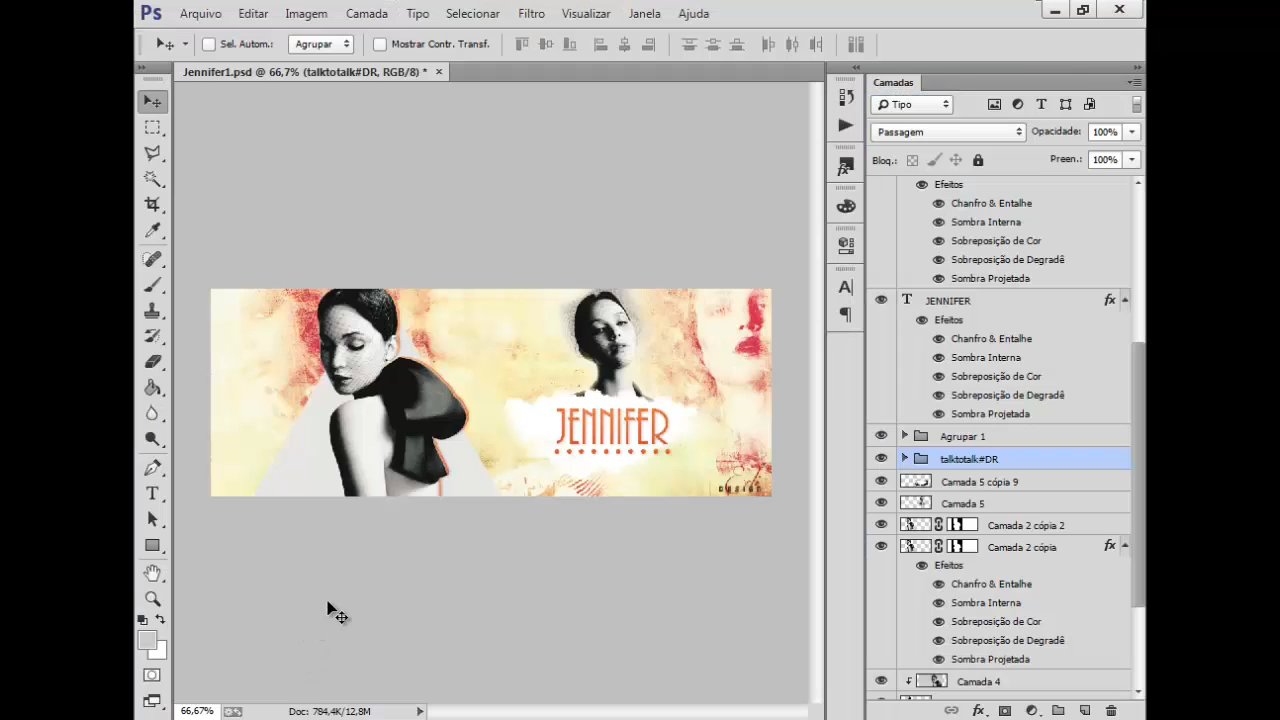 Ps Arquivo Editar Imagem Camada Tipo Selecionar Filtro Visualizar Janela Ajuda
Sel. Autom.: Agrupar Mostrar Contr. Transf.
Jennifer1.psd @ 66,7% (talktotalk#DR, RGB/8) *
Camadas
Tipo
Passagem Opacidade: 100%
Bloq.: Preen.: 100%
Efeitos
Chanfro & Entalhe
Sombra Interna
Sobreposição de Cor
Sobreposição de Degradê
Sombra Projetada
T JENNIFER fx
Efeitos
Chanfro & Entalhe
Sombra Interna
Sobreposição de Cor
Sobreposição de Degradê
Sombra Projetada
Agrupar 1
talktotalk#DR
Camada 5 cópia 9
Camada 5
Camada 2 cópia 2
Camada 2 cópia fx
Efeitos
Chanfro & Entalhe
Sombra Interna
Sobreposição de Cor
Sobreposição de Degradê
Sombra Projetada
Camada 4
JENNIFER
66,67% Doc: 784,4K/12,8M